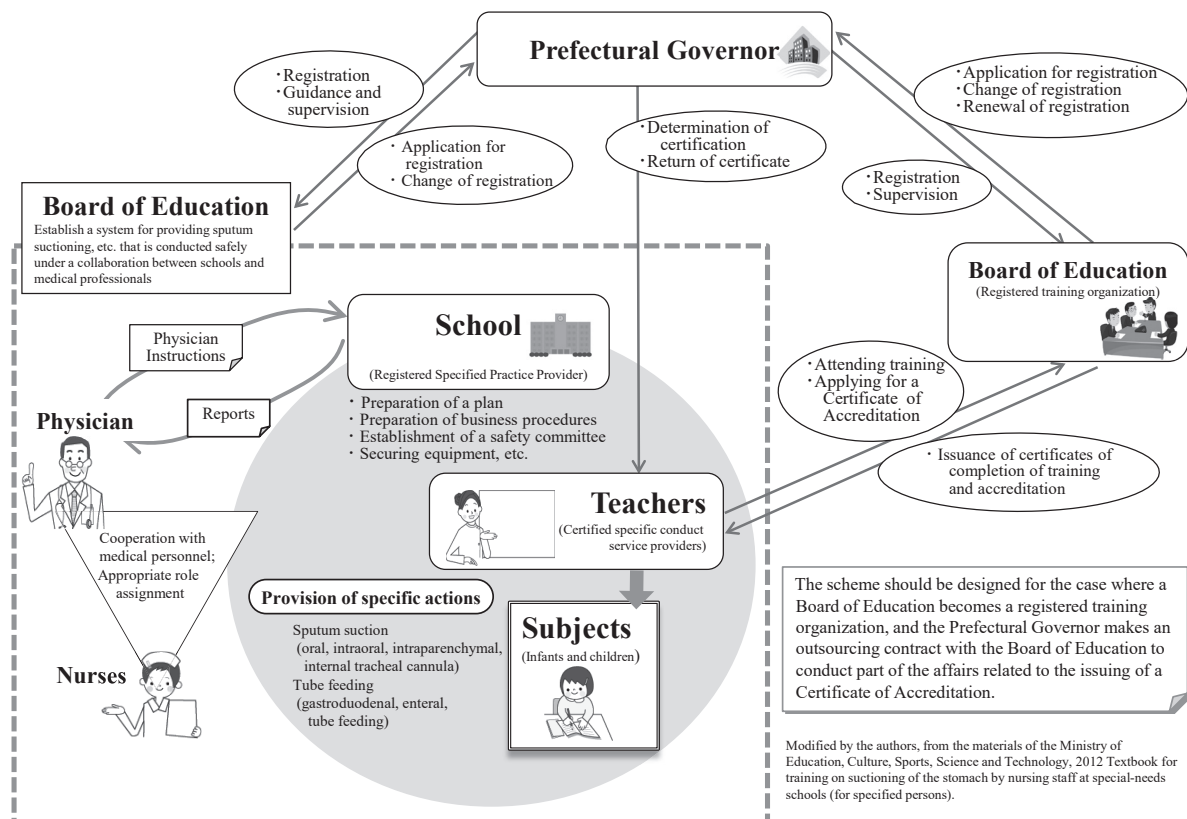 Prefectural Governor
・Registration
・Guidance and
supervision
・Application for
registration
・Change of registration
・Determination of
certification
・Return of certificate
・Application for registration
・Change of registration
・Renewal of registration
・Registration
・Supervision
Board of Education
Establish a system for providing sputum
suctioning, etc. that is conducted safely
under a collaboration between schools and
medical professionals
Board of Education
(Registered training organization)
School
(Registered Specified Practice Provider)
・Preparation of a plan
・Preparation of business procedures
・Establishment of a safety committee
・Securing equipment, etc.
Physician
Instructions
Reports
Physician
・Attending training
・Applying for a
Certificate of
Accreditation
・Issuance of certificates of
completion of training
and accreditation
Teachers
(Certified specific conduct
service providers)
Cooperation with
medical personnel;
Appropriate role
assignment
Nurses
Provision of specific actions
Sputum suction
(oral, intraoral, intraparenchymal,
internal tracheal cannula)
Tube feeding
(gastroduodenal, enteral,
tube feeding)
Subjects
(Infants and children)
The scheme should be designed for the case where a
Board of Education becomes a registered training
organization, and the Prefectural Governor makes an
outsourcing contract with the Board of Education to
conduct part of the affairs related to the issuing of a
Certificate of Accreditation.
Modified by the authors, from the materials of the Ministry of
Education, Culture, Sports, Science and Technology, 2012 Textbook for
training on suctioning of the stomach by nursing staff at special-needs
schools (for specified persons).